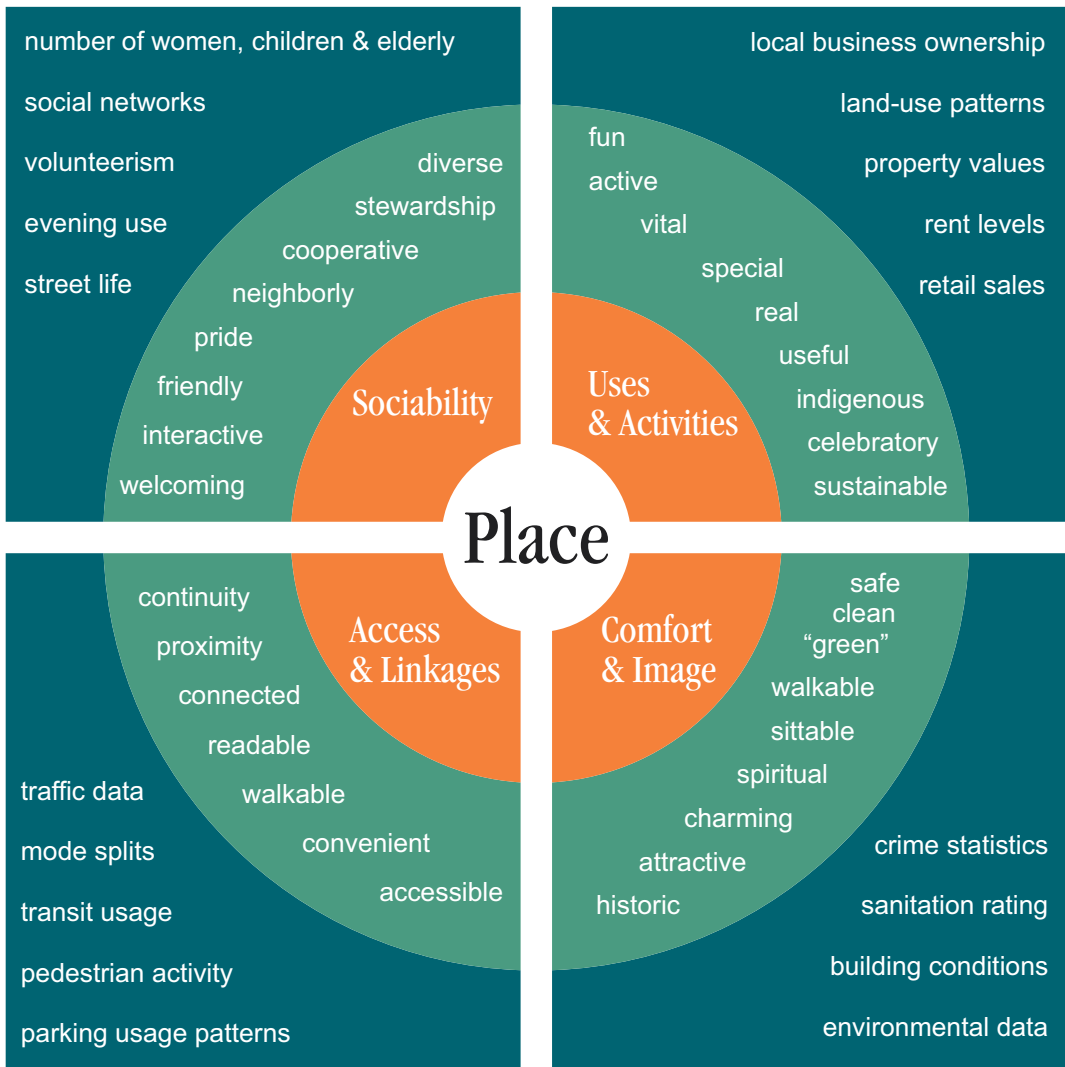 number of women, children & elderly
social networks
volunteerism
evening use
street life
diverse
stewardship
cooperative
neighborly
pride
friendly
interactive
welcoming
Sociability
local business ownership
land-use patterns
property values
rent levels
retail sales
fun
active
vital
special
real
useful
indigenous
celebratory
sustainable
Uses
& Activities
Place
continuity
proximity
connected
readable
walkable
convenient
accessible
Access
& Linkages
traffic data
mode splits
transit usage
pedestrian activity
parking usage patterns
Comfort
& Image
safe
clean
“green”
walkable
sittable
spiritual
charming
attractive
historic
crime statistics
sanitation rating
building conditions
environmental data